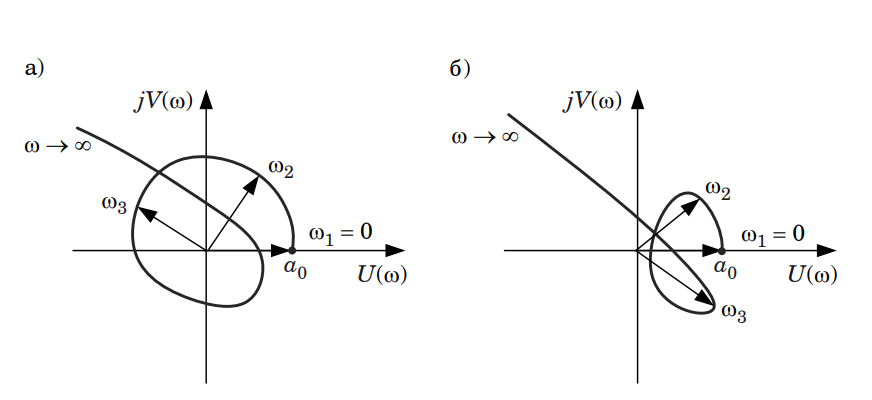 а)
jV(ω)
ω → ∞
ω₂
ω₃
ω₁ = 0
a₀
U(ω)
б)
jV(ω)
ω → ∞
ω₂
ω₁ = 0
a₀
U(ω)
ω₃